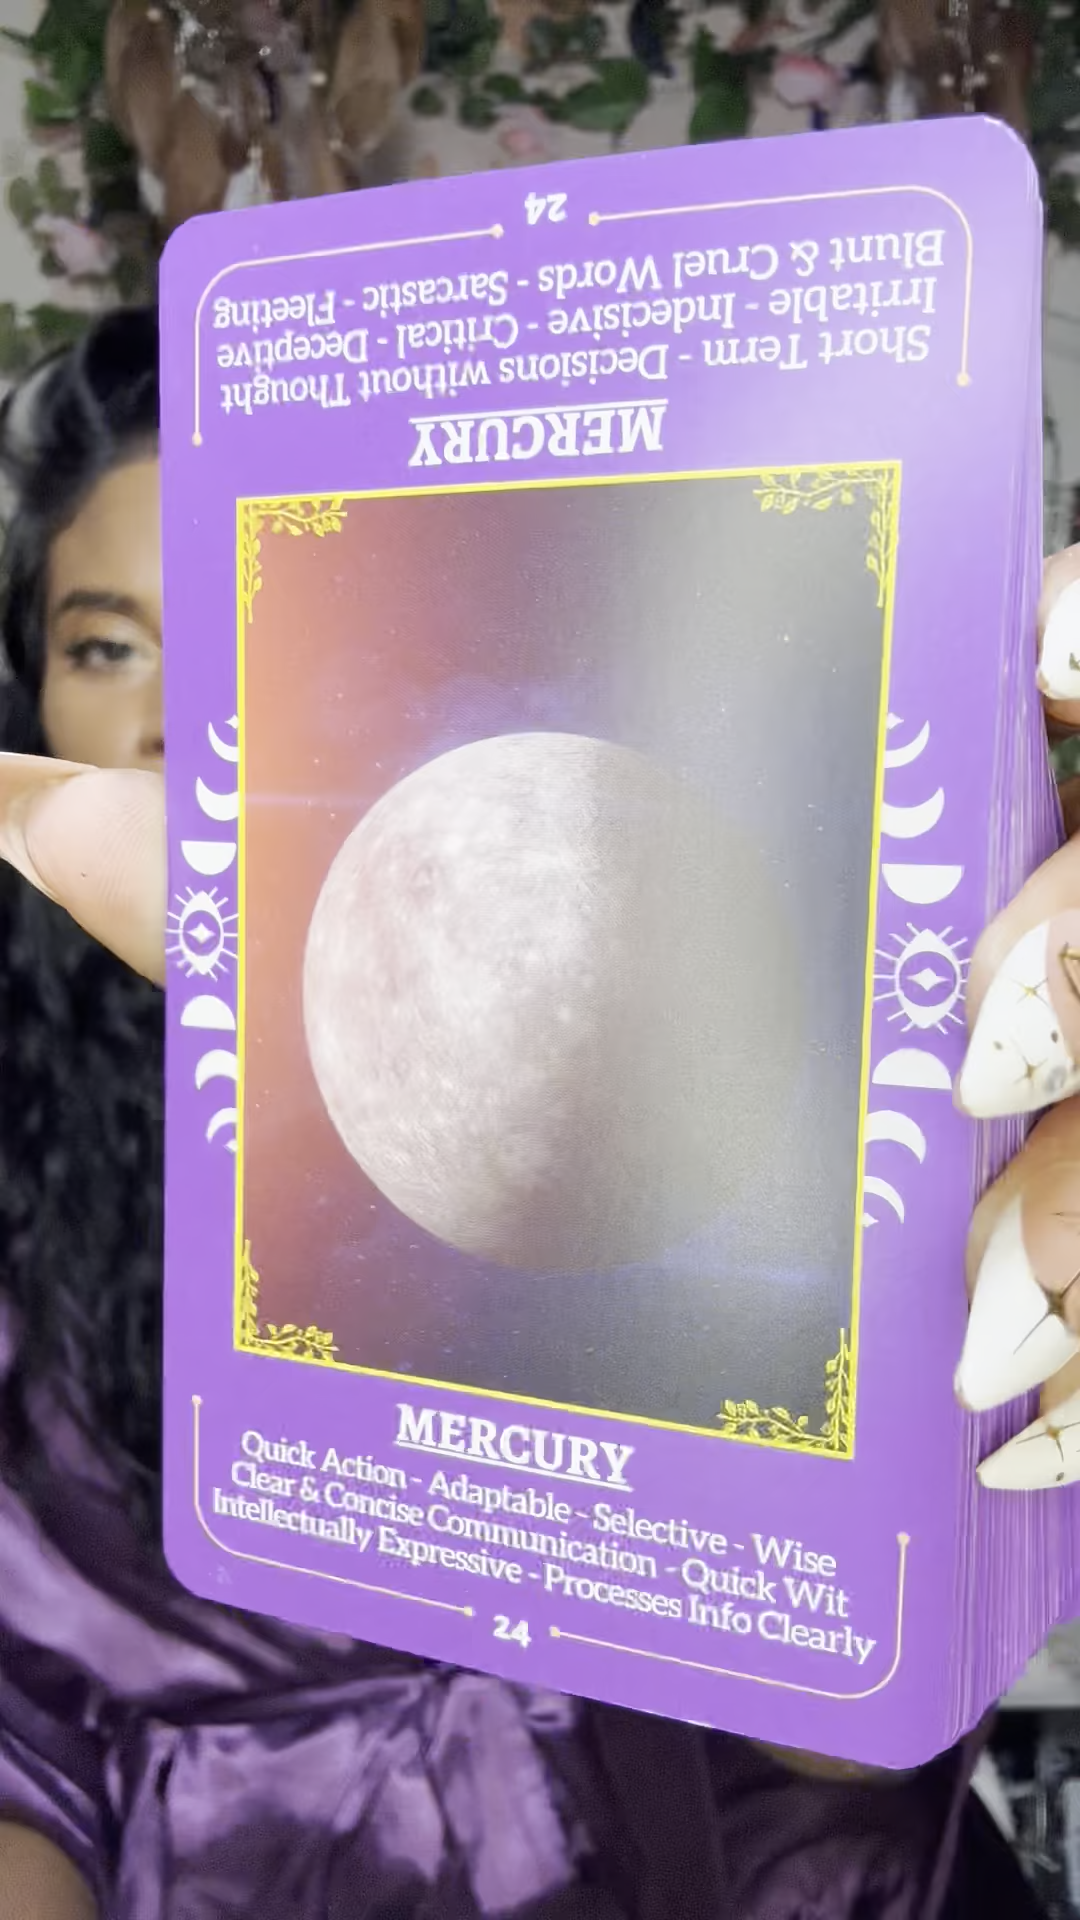 24
Blunt & Cruel Words - Sarcastic - Fleeting
Irritable - Indecisive - Critical - Deceptive
Short Term - Decisions without Thought
MERCURY
MERCURY
Quick Action - Adaptable - Selective - Wise
Clear & Concise Communication - Quick Wit
Intellectually Expressive - Processes Info Clearly
24